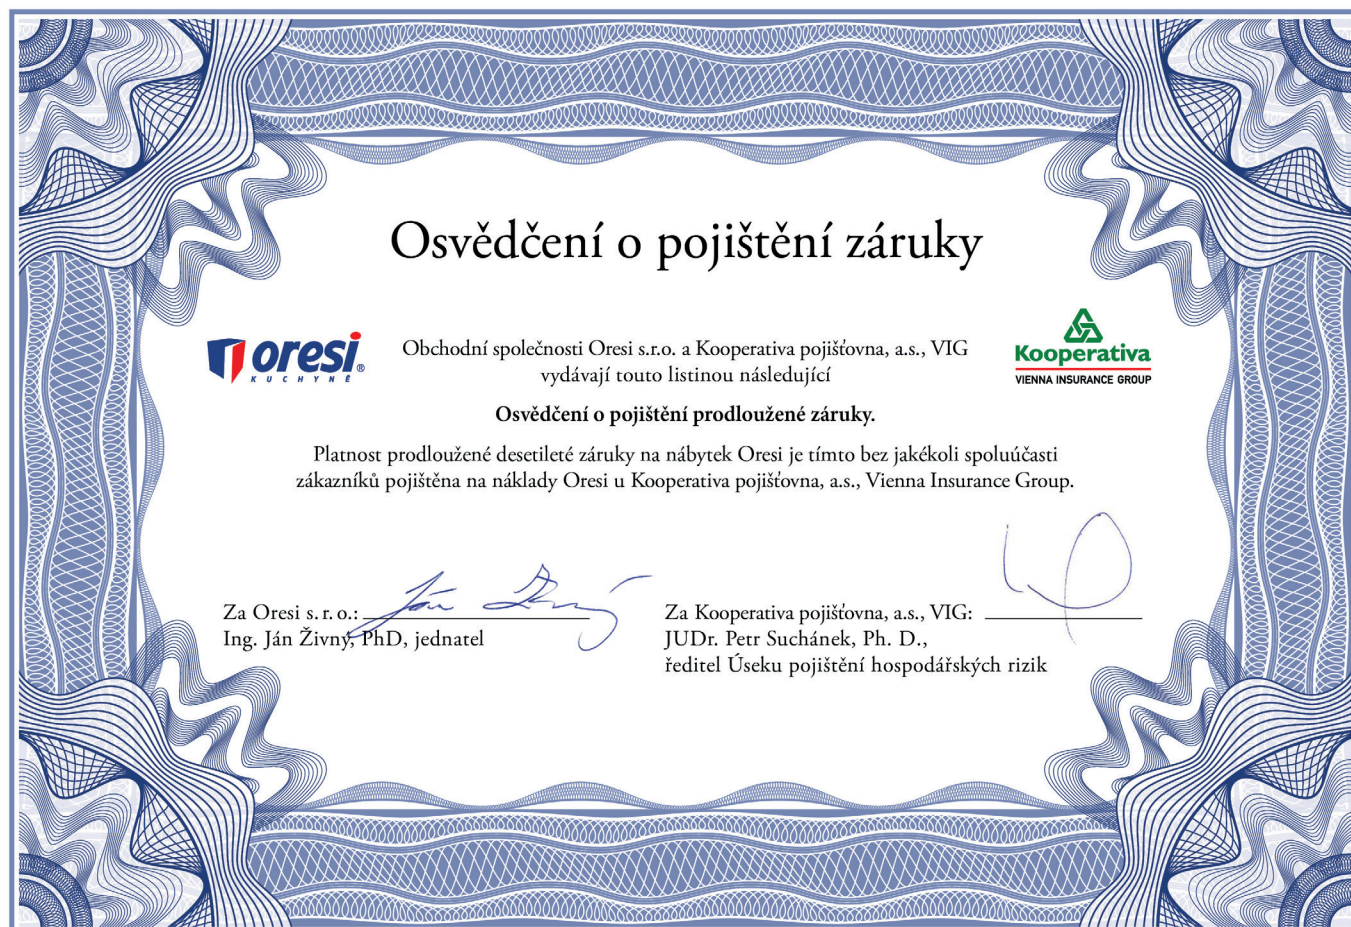 Osvědčení o pojištění záruky
oresi®
KUCHYNĚ
Obchodní společnosti Oresi s.r.o. a Kooperativa pojišťovna, a.s., VIG
vydávají touto listinou následující
Kooperativa
VIENNA INSURANCE GROUP
Osvědčení o pojištění prodloužené záruky.
Platnost prodloužené desetileté záruky na nábytek Oresi je tímto bez jakékoli spoluúčasti
zákazníků pojištěna na náklady Oresi u Kooperativa pojišťovna, a.s., Vienna Insurance Group.
Za Oresi s. r. o.:
Ing. Ján Živný, PhD, jednatel
Za Kooperativa pojišťovna, a.s., VIG:
JUDr. Petr Suchánek, Ph. D.,
ředitel Úseku pojištění hospodářských rizik